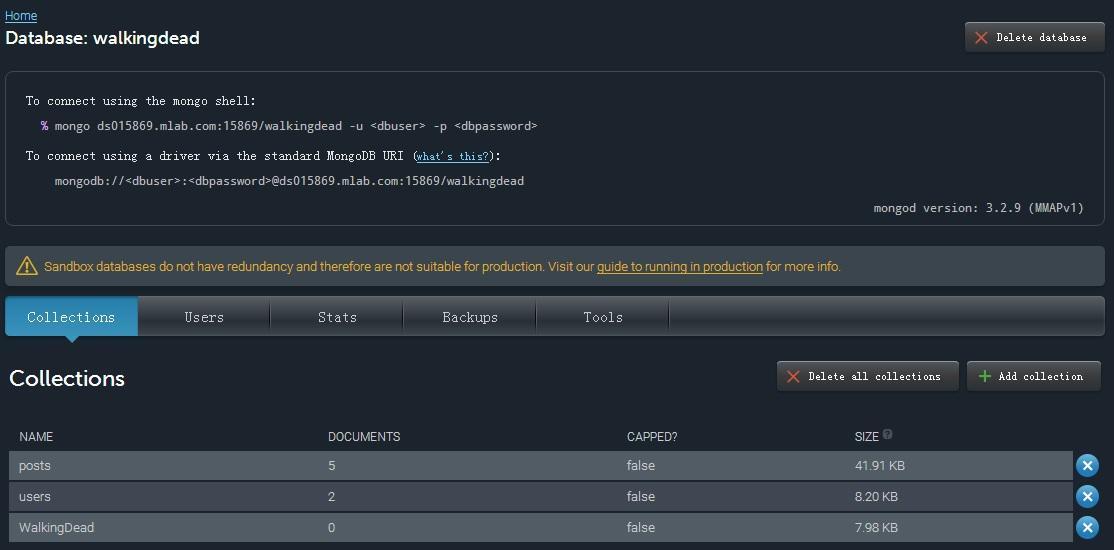 Home
Database: walkingdead
Delete database
To connect using the mongo shell:
% mongo ds015869.mlab.com:15869/walkingdead -u <dbuser> -p <dbpassword>
To connect using a driver via the standard MongoDB URI (what's this?):
mongodb://<dbuser>:<dbpassword>@ds015869.mlab.com:15869/walkingdead
mongod version: 3.2.9 (MMAPv1)
Sandbox databases do not have redundancy and therefore are not suitable for production. Visit our guide to running in production for more info.
Collections Users Stats Backups Tools
Collections
Delete all collections Add collection
NAME DOCUMENTS CAPPED? SIZE ?
posts 5 false 41.91 KB
users 2 false 8.20 KB
WalkingDead 0 false 7.98 KB